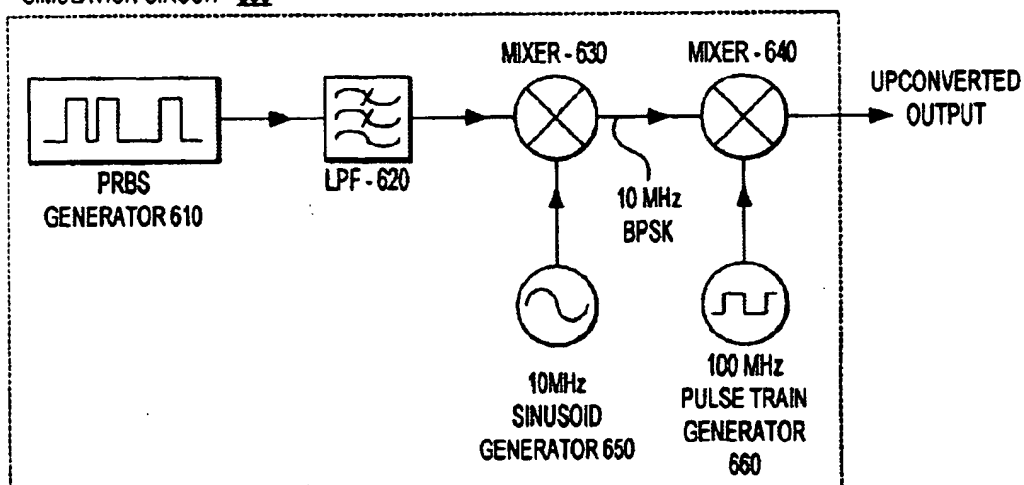 MIXER - 630
MIXER - 640
UPCONVERTED
OUTPUT
PRBS
GENERATOR 610
LPF - 620
10 MHz
BPSK
10MHz
SINUSOID
GENERATOR 650
100 MHz
PULSE TRAIN
GENERATOR
660